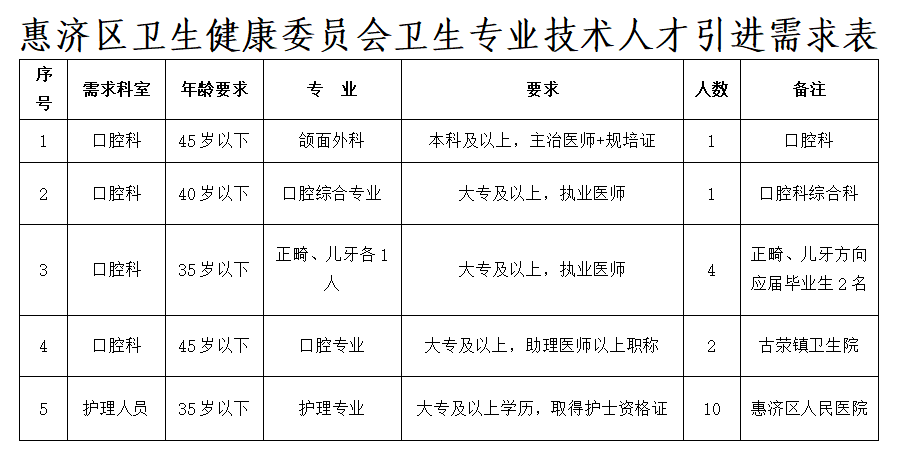 惠济区卫生健康委员会卫生专业技术人才引进需求表
序号 需求科室 年龄要求 专 业 要求 人数 备注
1 口腔科 45岁以下 颌面外科 本科及以上，主治医师+规培证 1 口腔科
2 口腔科 40岁以下 口腔综合专业 大专及以上，执业医师 1 口腔科综合科
3 口腔科 35岁以下 正畸、儿牙各1人 大专及以上，执业医师 4 正畸、儿牙方向应届毕业生2名
4 口腔科 45岁以下 口腔专业 大专及以上，助理医师以上职称 2 古荥镇卫生院
5 护理人员 35岁以下 护理专业 大专及以上学历，取得护士资格证 10 惠济区人民医院